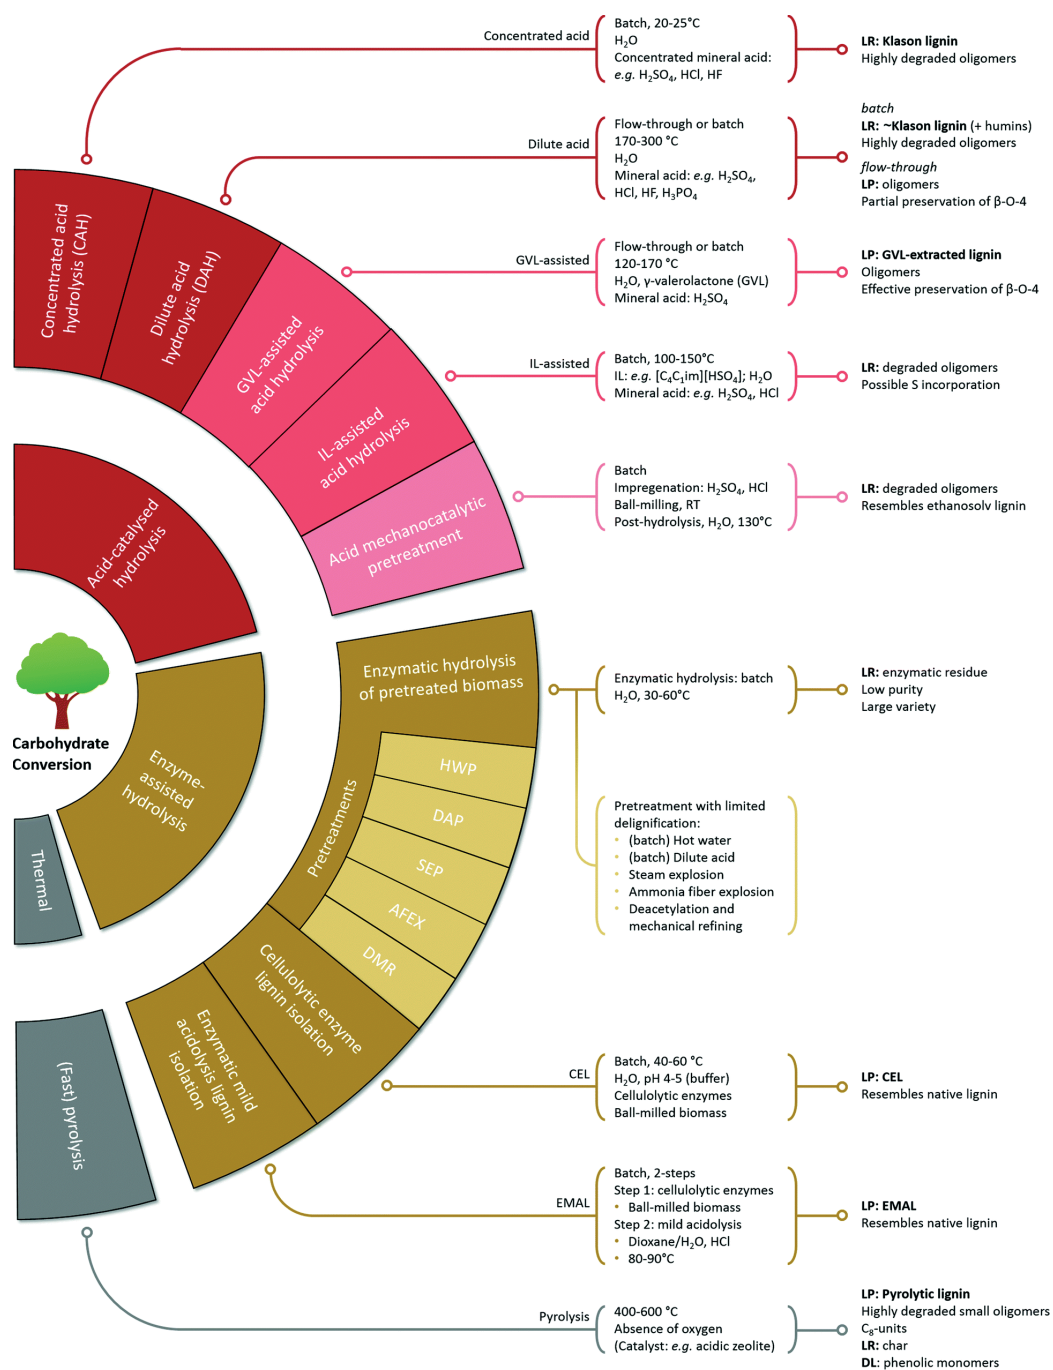 Concentrated acid
Batch, 20-25°C
H₂O
Concentrated mineral acid:
e.g. H₂SO₄, HCl, HF
LR: Klason lignin
Highly degraded oligomers
Dilute acid
Flow-through or batch
170-300 °C
H₂O
Mineral acid: e.g. H₂SO₄,
HCl, HF, H₃PO₄
batch
LR: ~Klason lignin (+ humins)
Highly degraded oligomers
flow-through
LP: oligomers
Partial preservation of β-O-4
GVL-assisted
Flow-through or batch
120-170 °C
H₂O, γ-valerolactone (GVL)
Mineral acid: H₂SO₄
LP: GVL-extracted lignin
Oligomers
Effective preservation of β-O-4
IL-assisted
Batch, 100-150°C
IL: e.g. [C₄C₁im][HSO₄]; H₂O
Mineral acid: e.g. H₂SO₄, HCl
LR: degraded oligomers
Possible S incorporation
Batch
Impregenation: H₂SO₄, HCl
Ball-milling, RT
Post-hydrolysis, H₂O, 130°C
LR: degraded oligomers
Resembles ethanosolv lignin
Concentrated acid
hydrolysis (CAH)
Dilute acid
hydrolysis (DAH)
GVL-assisted
acid hydrolysis
IL-assisted
acid hydrolysis
Acid mechanocatalytic
pretreatment
Acid-catalysed
hydrolysis
Carbohydrate
Conversion
Enzyme-
assisted
hydrolysis
Thermal
Enzymatic hydrolysis
of pretreated biomass
Pretreatments
HWP
DAP
SEP
AFEX
DMR
Cellulolytic enzyme
lignin isolation
Enzymatic mild
acidolysis lignin
isolation
(Fast) pyrolysis
Enzymatic hydrolysis: batch
H₂O, 30-60°C
LR: enzymatic residue
Low purity
Large variety
Pretreatment with limited
delignification:
• (batch) Hot water
• (batch) Dilute acid
• Steam explosion
• Ammonia fiber explosion
• Deacetylation and
mechanical refining
CEL
Batch, 40-60 °C
H₂O, pH 4-5 (buffer)
Cellulolytic enzymes
Ball-milled biomass
LP: CEL
Resembles native lignin
EMAL
Batch, 2-steps
Step 1: cellulolytic enzymes
• Ball-milled biomass
Step 2: mild acidolysis
• Dioxane/H₂O, HCl
• 80-90°C
LP: EMAL
Resembles native lignin
Pyrolysis
400-600 °C
Absence of oxygen
(Catalyst: e.g. acidic zeolite)
LP: Pyrolytic lignin
Highly degraded small oligomers
C₈-units
LR: char
DL: phenolic monomers